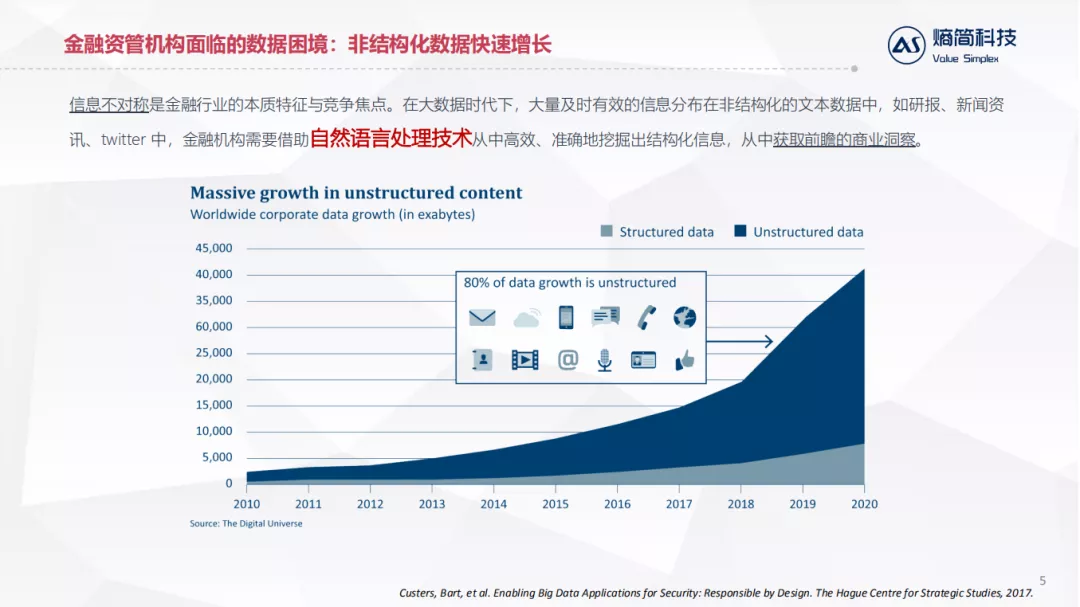 金融资管机构面临的数据困境：非结构化数据快速增长
熵简科技
Value Simplex
信息不对称是金融行业的本质特征与竞争焦点。在大数据时代下，大量及时有效的信息分布在非结构化的文本数据中，如研报、新闻资
讯、twitter 中，金融机构需要借助自然语言处理技术从中高效、准确地挖掘出结构化信息，从中获取前瞻的商业洞察。
Massive growth in unstructured content
Worldwide corporate data growth (in exabytes)
Structured data
Unstructured data
45,000
40,000
35,000
60,000
25,000
20,000
15,000
10,000
5,000
0
80% of data growth is unstructured
2010 2011 2012 2013 2014 2015 2016 2017 2018 2019 2020
Source: The Digital Universe
5
Custers, Bart, et al. Enabling Big Data Applications for Security: Responsible by Design. The Hague Centre for Strategic Studies, 2017.